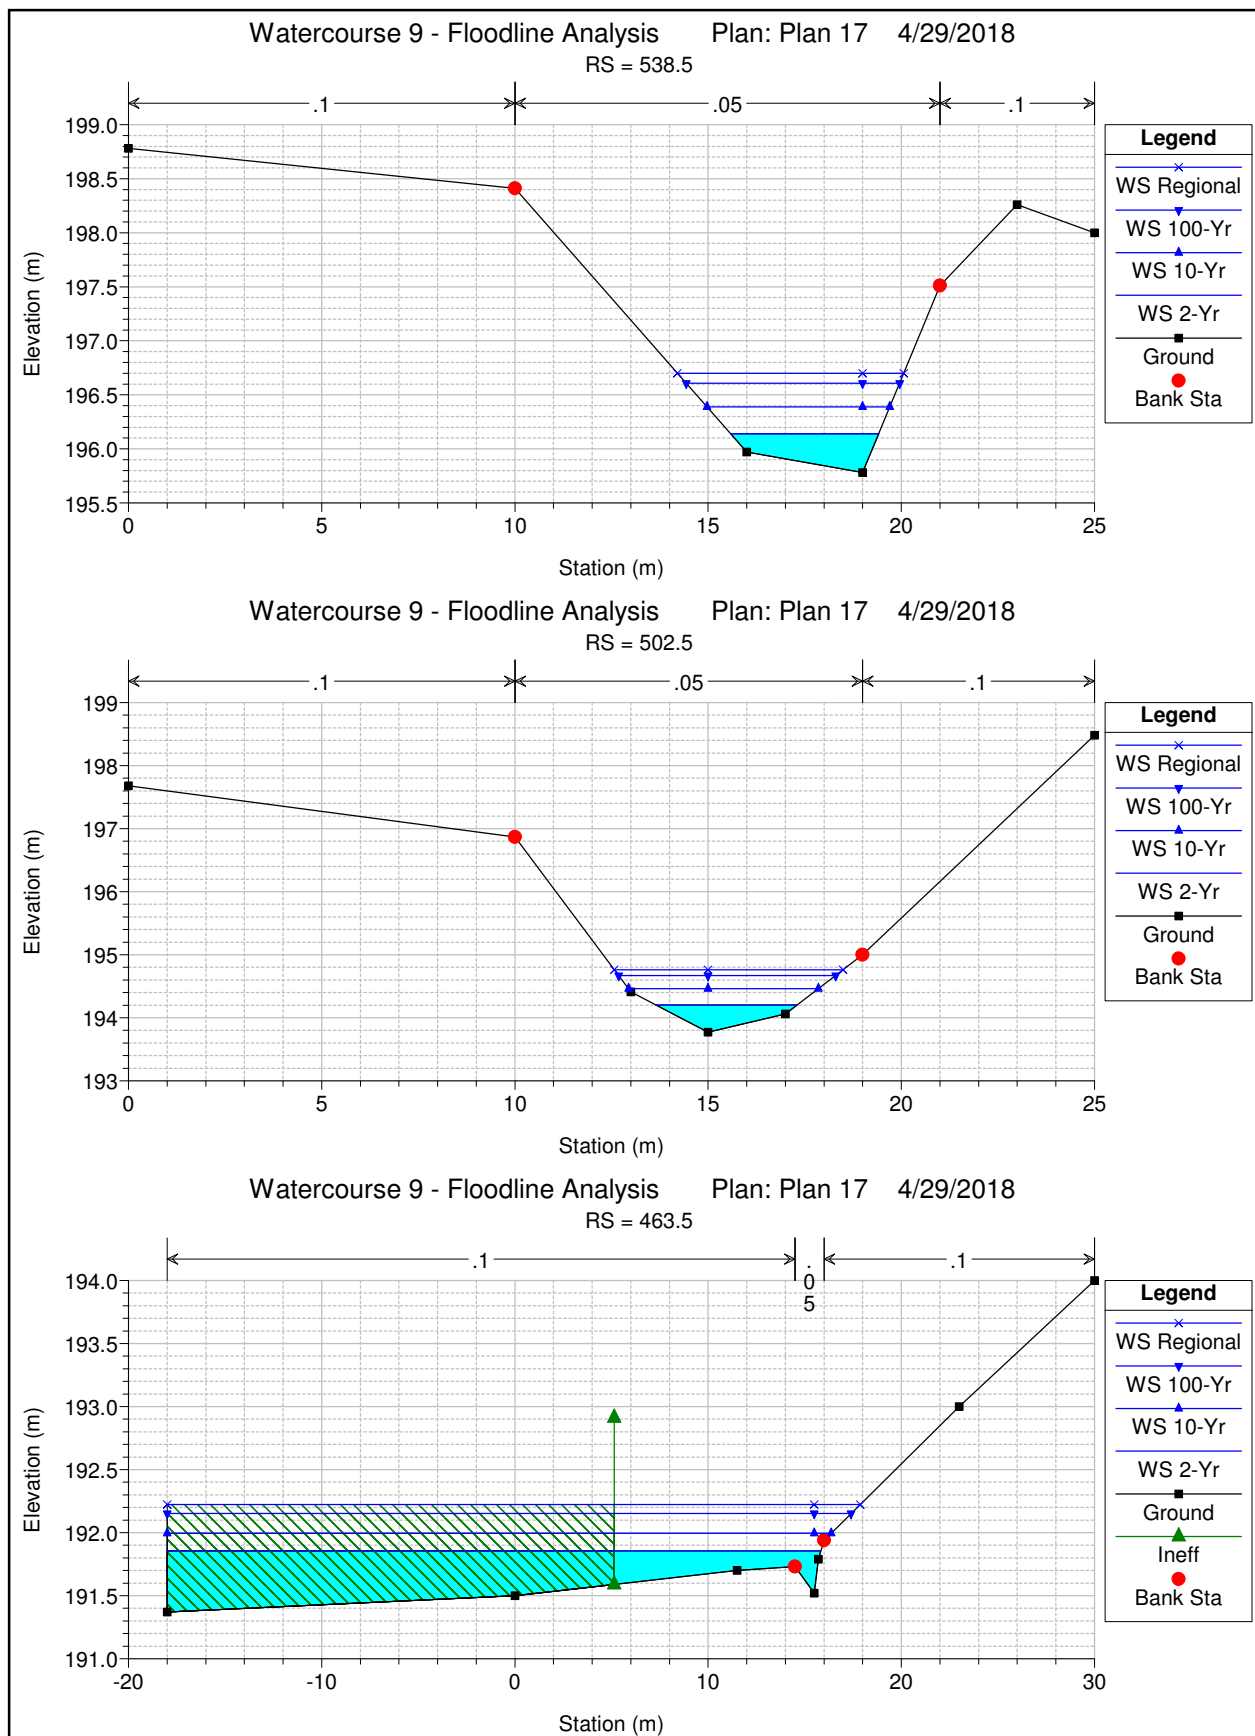 Watercourse 9 - Floodline Analysis Plan: Plan 17 4/29/2018
RS = 538.5
.1 .05 .1
199.0
198.5
198.0
197.5
197.0
196.5
196.0
195.5
Elevation (m)
0 5 10 15 20 25
Station (m)
Legend
WS Regional
WS 100-Yr
WS 10-Yr
WS 2-Yr
Ground
Bank Sta
Watercourse 9 - Floodline Analysis Plan: Plan 17 4/29/2018
RS = 502.5
.1 .05 .1
199
198
197
196
195
194
193
Elevation (m)
0 5 10 15 20 25
Station (m)
Legend
WS Regional
WS 100-Yr
WS 10-Yr
WS 2-Yr
Ground
Bank Sta
Watercourse 9 - Floodline Analysis Plan: Plan 17 4/29/2018
RS = 463.5
.1 .05 .1
194.0
193.5
193.0
192.5
192.0
191.5
191.0
Elevation (m)
-20 -10 0 10 20 30
Station (m)
Legend
WS Regional
WS 100-Yr
WS 10-Yr
WS 2-Yr
Ground
Ineff
Bank Sta